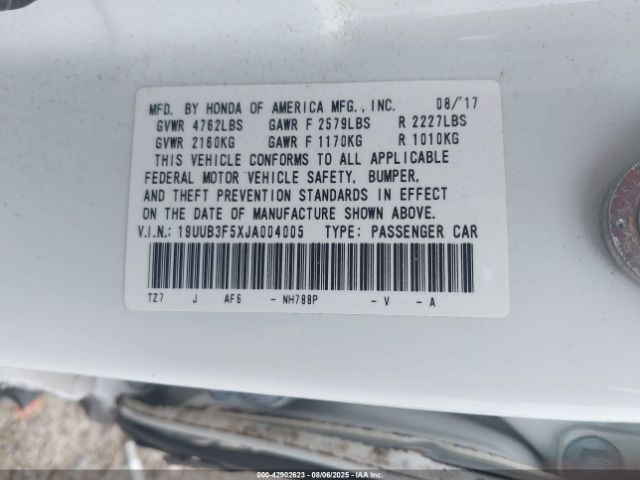 MFD. BY HONDA OF AMERICA MFG., INC. 08/'17
GVWR 4762LBS GAWR F 2579LBS R 2227LBS
GVWR 2160KG GAWR F 1170KG R 1010KG
THIS VEHICLE CONFORMS TO ALL APPLICABLE
FEDERAL MOTOR VEHICLE SAFETY, BUMPER,
AND THEFT PREVENTION STANDARDS IN EFFECT
ON THE DATE OF MANUFACTURE SHOWN ABOVE.
V.I.N.: 19UUB3F5XJA004005 TYPE: PASSENGER CAR
TZ7 J AF6 - NH788P - V - A
000-42902623 - 08/06/2025 - IAAI.COM